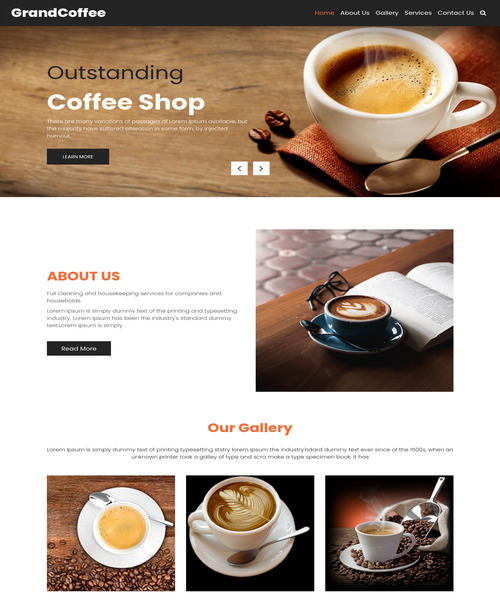 GrandCoffee
Home About Us Gallery Services Contact Us
Outstanding
Coffee Shop
There are many variations of passages of Lorem Ipsum available, but
the majority have suffered alteration in some form, by injected
humour,
LEARN MORE
< >
ABOUT US
Full cleaning and housekeeping services for companies and
households.
Lorem Ipsum is simply dummy text of the printing and typesetting
industry. Lorem Ipsum has been the industry's standard dummy
text.Lorem Ipsum is simply
Read More
Our Gallery
Lorem Ipsum is simply dummy text of printing typesetting ststry lorem Ipsum the industry'ndard dummy text ever since of the 1500s, when an
unknown printer took a galley of type and scra make a type specimen book. It has